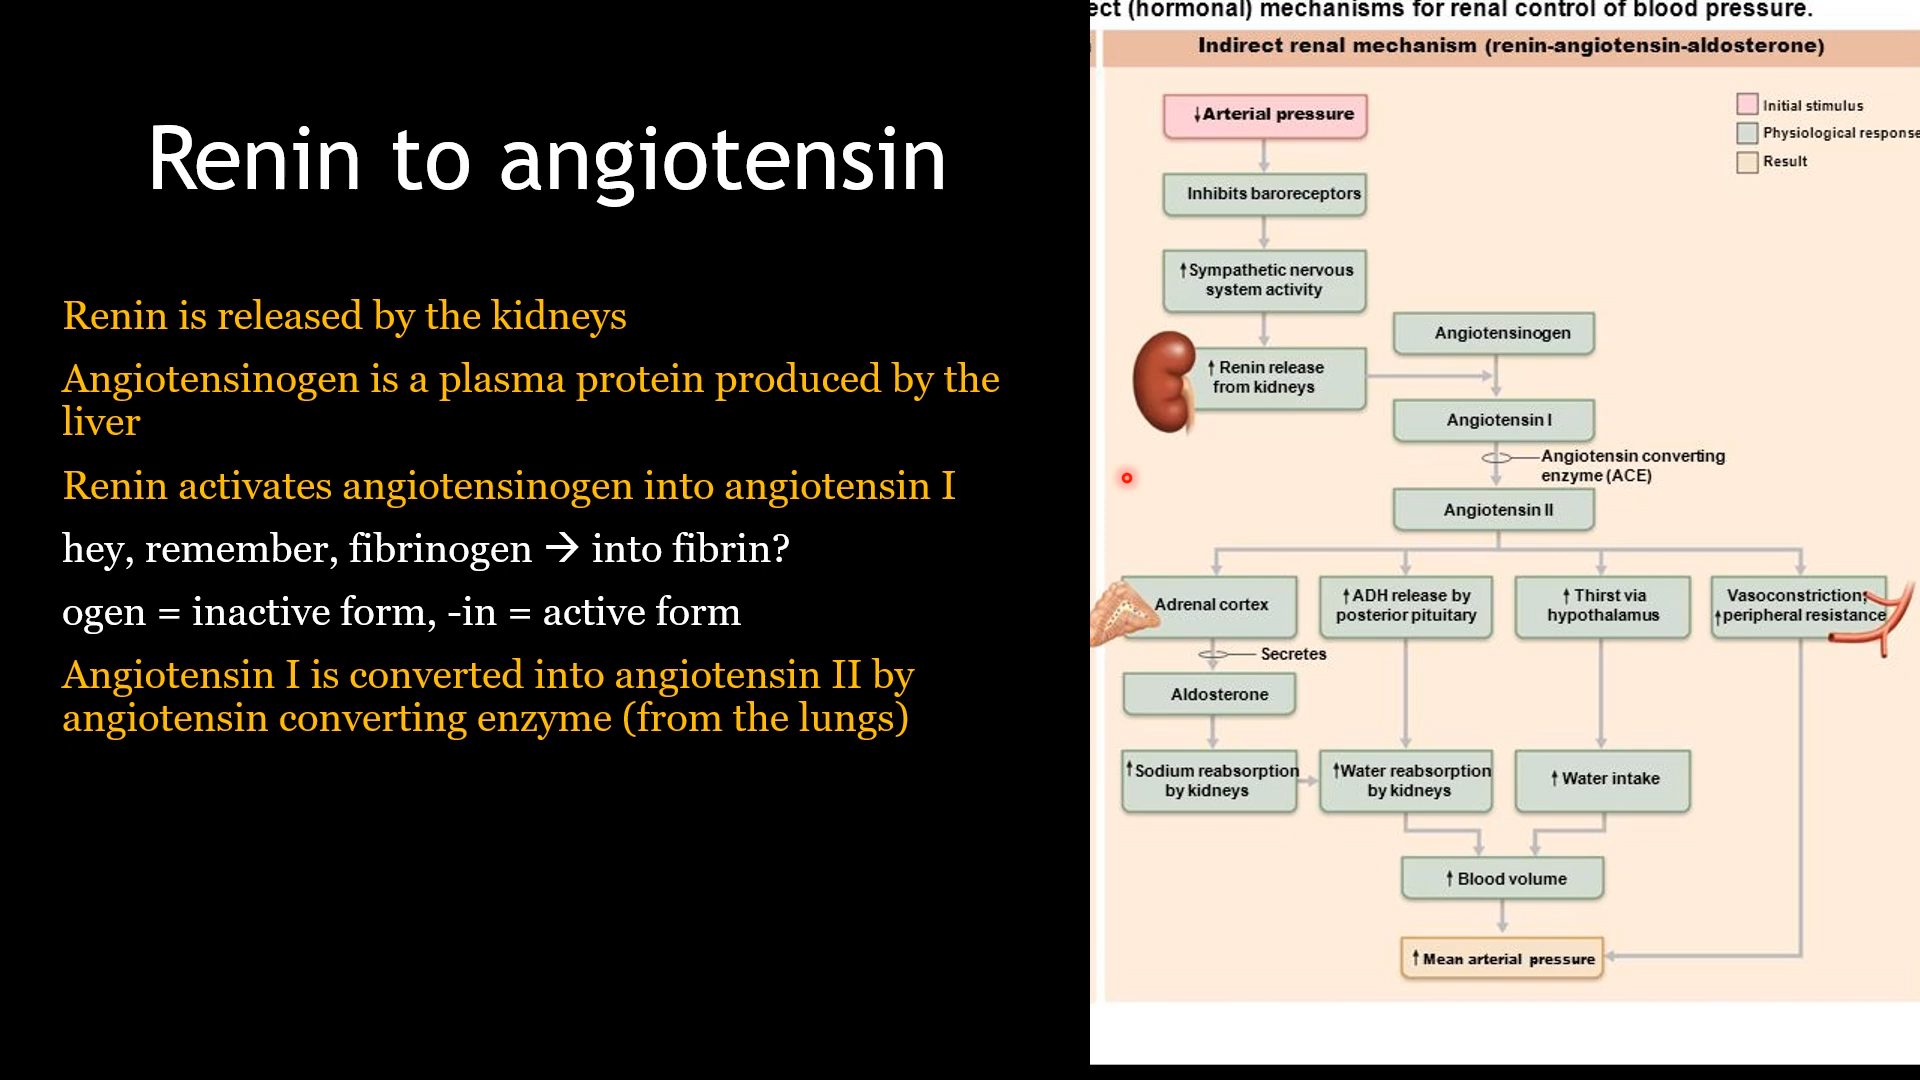 Renin to angiotensin
Renin is released by the kidneys
Angiotensinogen is a plasma protein produced by the
liver
Renin activates angiotensinogen into angiotensin I
hey, remember, fibrinogen → into fibrin?
ogen = inactive form, -in = active form
Angiotensin I is converted into angiotensin II by
angiotensin converting enzyme (from the lungs)
ect (hormonal) mechanisms for renal control of blood pressure.
Indirect renal mechanism (renin-angiotensin-aldosterone)
Initial stimulus
Physiological response
Result
↓Arterial pressure
Inhibits baroreceptors
↑Sympathetic nervous
system activity
↑Renin release
from kidneys
Angiotensinogen
Angiotensin I
Angiotensin converting
enzyme (ACE)
Angiotensin II
Adrenal cortex
↑ADH release by
posterior pituitary
↑Thirst via
hypothalamus
Vasoconstriction;
↑peripheral resistance
Secretes
Aldosterone
↑Sodium reabsorption
by kidneys
↑Water reabsorption
by kidneys
↑Water intake
↑Blood volume
↑Mean arterial pressure